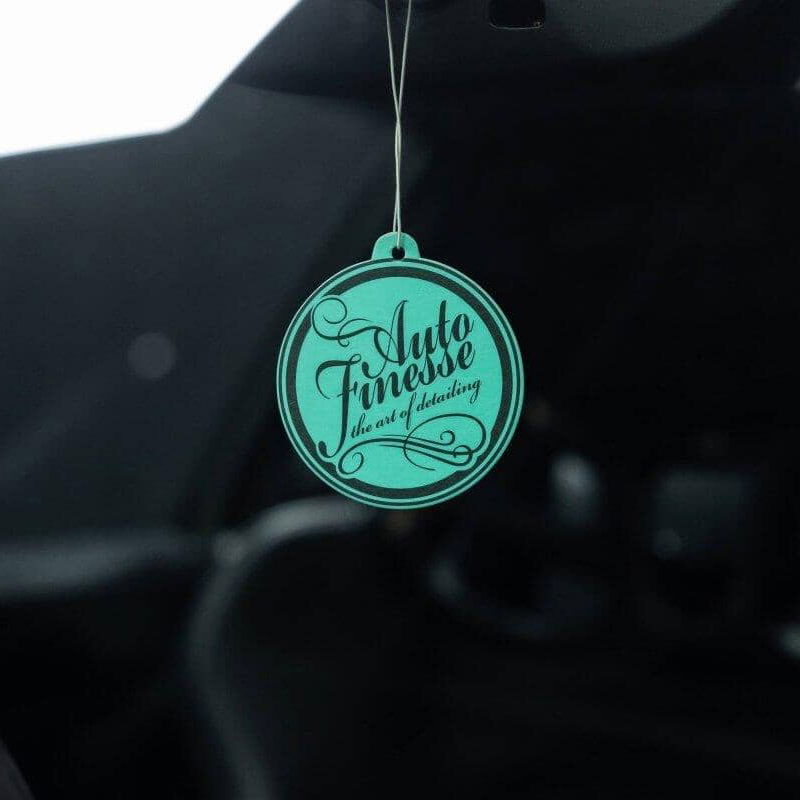 Auto
Finesse
the art of detailing